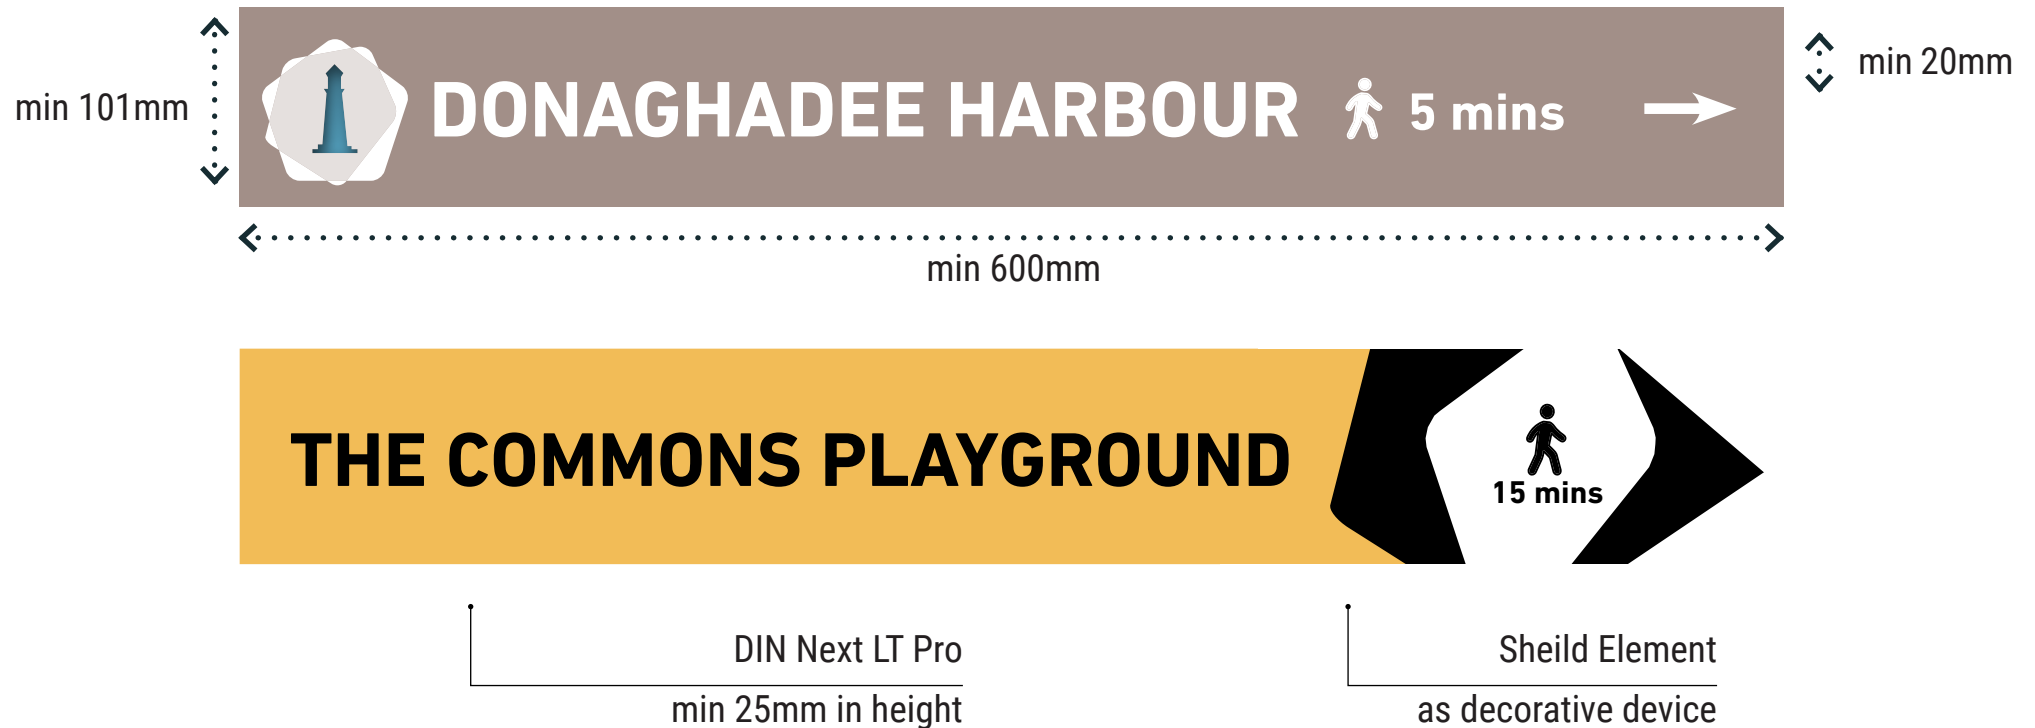 min 101mm
DONAGHADEE HARBOUR 5 mins
min 20mm
min 600mm
THE COMMONS PLAYGROUND
15 mins
DIN Next LT Pro
min 25mm in height
Sheild Element
as decorative device